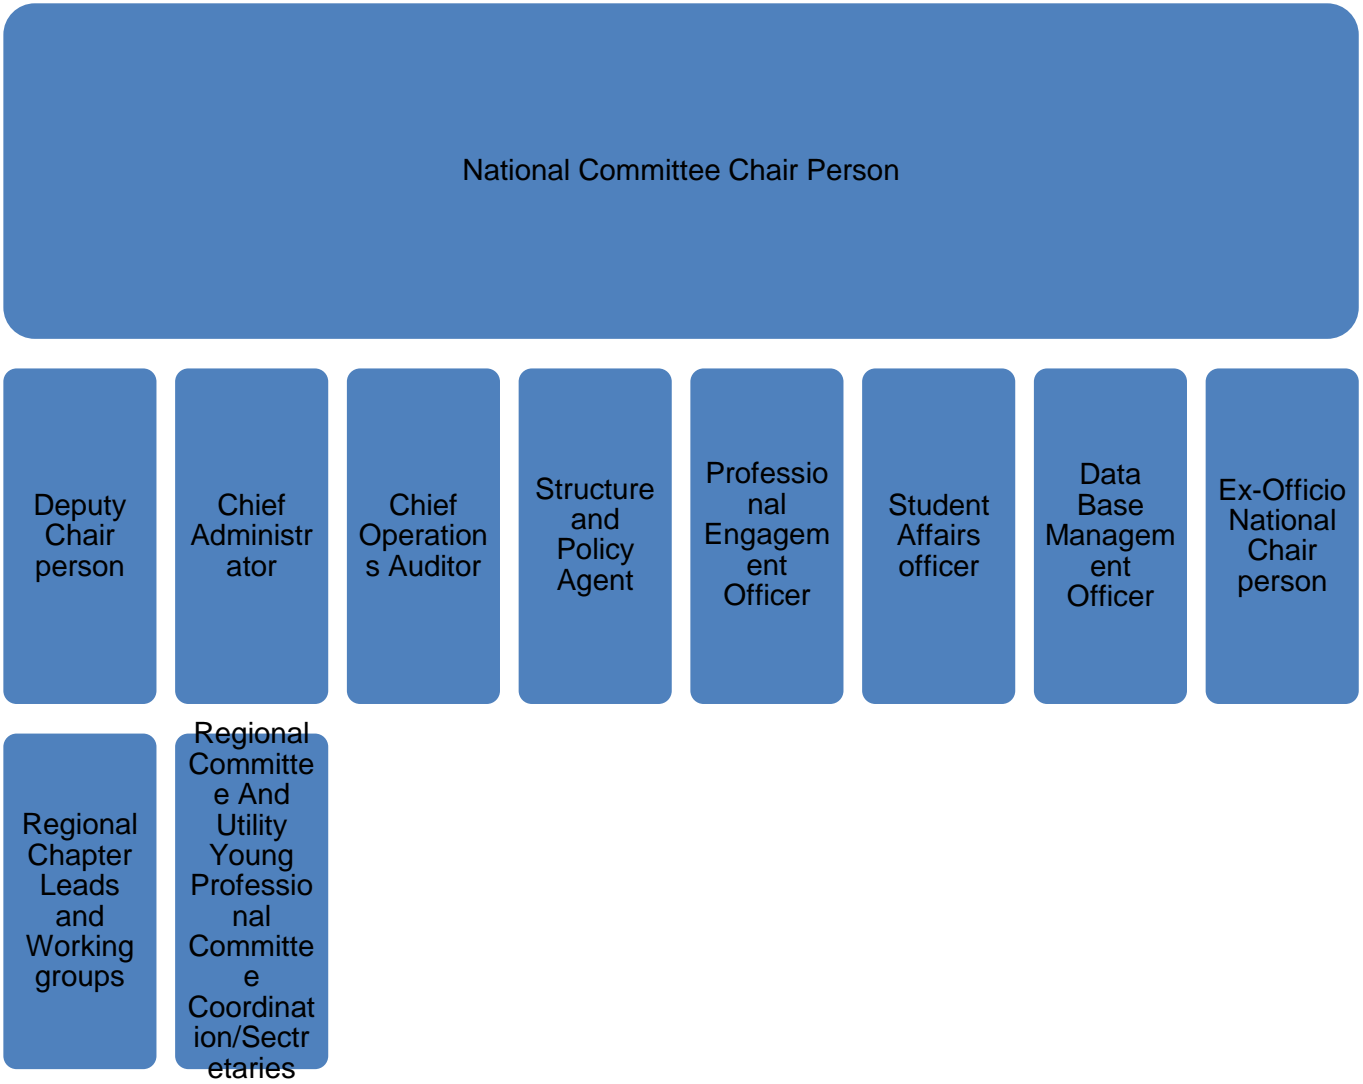 National Committee Chair Person
Deputy
Chair
person
Chief
Administr
ator
Chief
Operation
s Auditor
Structure
and
Policy
Agent
Professio
nal
Engagem
ent
Officer
Student
Affairs
officer
Data
Base
Managem
ent
Officer
Ex-Officio
National
Chair
person
Regional
Chapter
Leads
and
Working
groups
Regional
Committe
e And
Utility
Young
Professio
nal
Committe
e
Coordinat
ion/Sectr
etaries